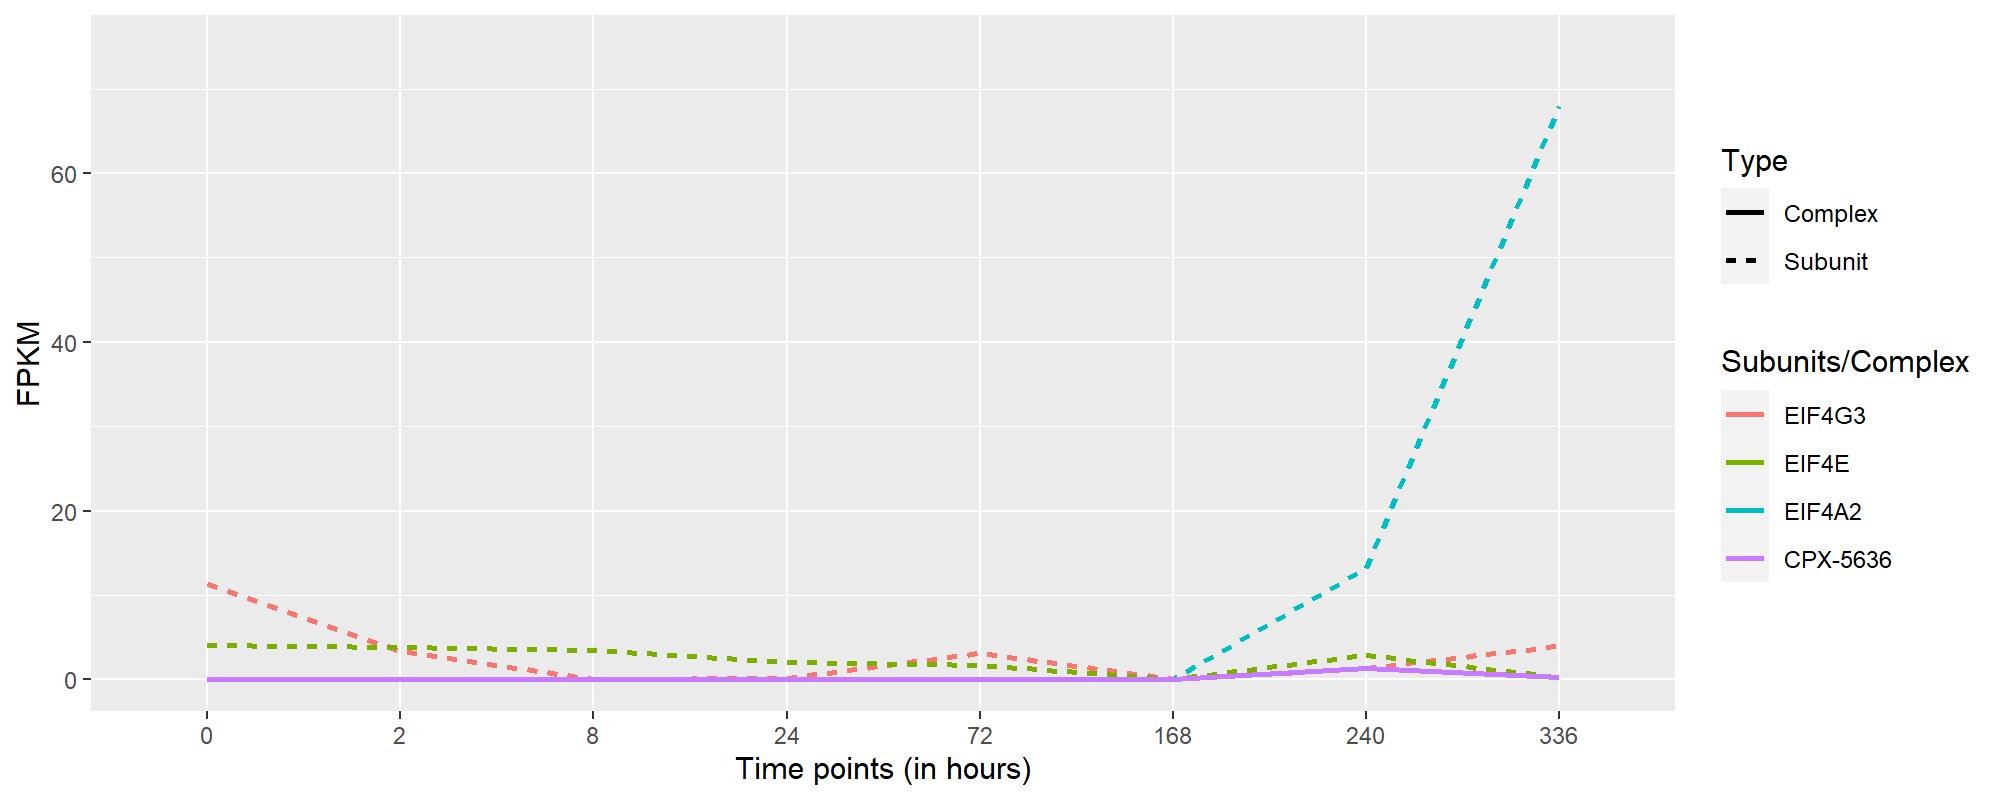 FPKM
60
40
20
0
0 2 8 24 72 168 240 336
Time points (in hours)
Type
Complex
Subunit
Subunits/Complex
EIF4G3
EIF4E
EIF4A2
CPX-5636